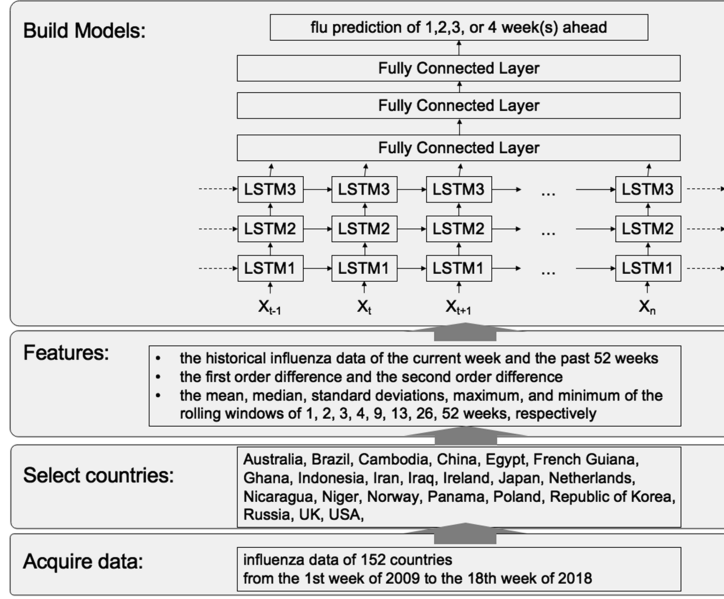 Build Models:
flu prediction of 1,2,3, or 4 week(s) ahead
Fully Connected Layer
Fully Connected Layer
Fully Connected Layer
LSTM3 LSTM3 LSTM3 ... LSTM3
LSTM2 LSTM2 LSTM2 ... LSTM2
LSTM1 LSTM1 LSTM1 ... LSTM1
Xt-1 Xt Xt+1 Xn
Features:
• the historical influenza data of the current week and the past 52 weeks
• the first order difference and the second order difference
• the mean, median, standard deviations, maximum, and minimum of the
rolling windows of 1, 2, 3, 4, 9, 13, 26, 52 weeks, respectively
Select countries:
Australia, Brazil, Cambodia, China, Egypt, French Guiana,
Ghana, Indonesia, Iran, Iraq, Ireland, Japan, Netherlands,
Nicaragua, Niger, Norway, Panama, Poland, Republic of Korea,
Russia, UK, USA,
Acquire data:
influenza data of 152 countries
from the 1st week of 2009 to the 18th week of 2018